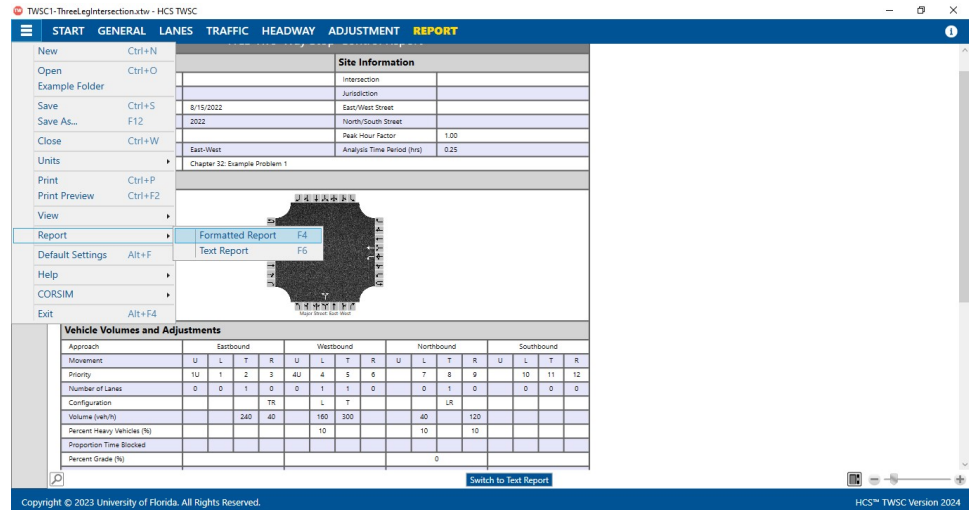 TWSC1-ThreeLegIntersection.xtw - HCS TWSC
START GENERAL LANES TRAFFIC HEADWAY ADJUSTMENT REPORT
New Ctrl+N
Open Ctrl+O
Example Folder
Save Ctrl+S
Save As... F12
Close Ctrl+W
Units
Print Ctrl+P
Print Preview Ctrl+F2
View
Report
Default Settings Alt+F
Help
CORSIM
Exit Alt+F4
Formatted Report F4
Text Report F6
Site Information
Intersection
Jurisdiction
8/15/2022 East/West Street
2022 North/South Street
Peak Hour Factor 1.00
East-West Analysis Time Period (hrs) 0.25
Chapter 32: Example Problem 1
Major Street: East-West
Vehicle Volumes and Adjustments
Approach Eastbound Westbound Northbound Southbound
Movement U L T R U L T R U L T R U L T R
Priority 1U 1 2 3 4U 4 5 6 7 8 9 10 11 12
Number of Lanes 0 0 1 0 0 1 1 0 0 1 0 0 0 0
Configuration TR L T LR
Volume (veh/h) 240 40 160 300 40 120
Percent Heavy Vehicles (%) 10 10 10
Proportion Time Blocked
Percent Grade (%) 0
Switch to Text Report
Copyright © 2023 University of Florida. All Rights Reserved. HCS™ TWSC Version 2024